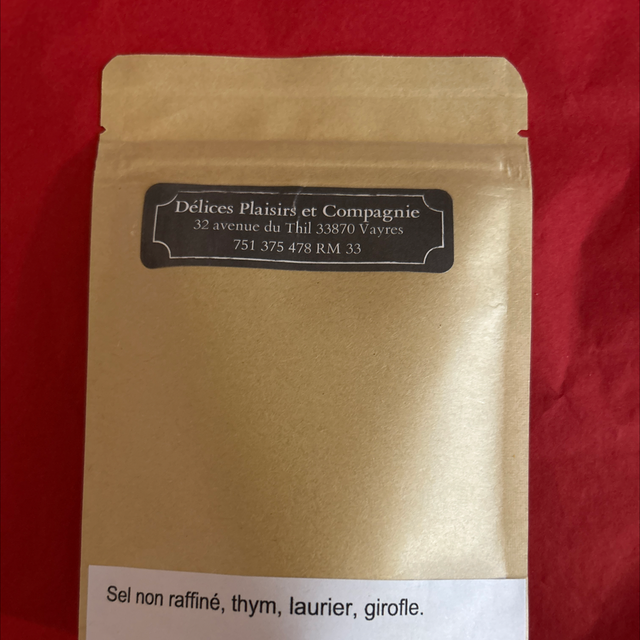 Délices Plaisirs et Compagnie
32 avenue du Thil 33870 Vayres
751 375 478 RM 33
Sel non raffiné, thym, laurier, girofle.